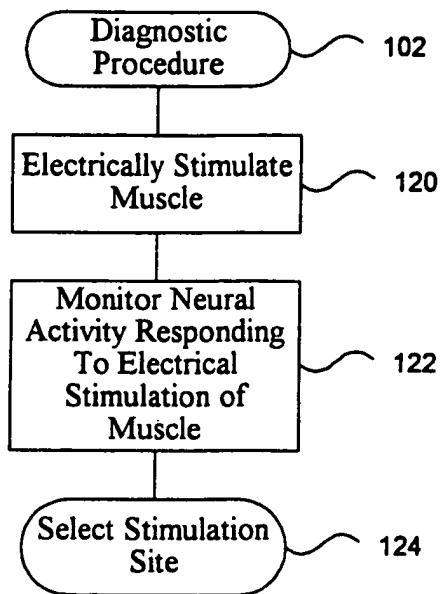 Diagnostic
Procedure
102
Electrically Stimulate
Muscle
120
Monitor Neural
Activity Responding
To Electrical
Stimulation of
Muscle
122
Select Stimulation
Site
124